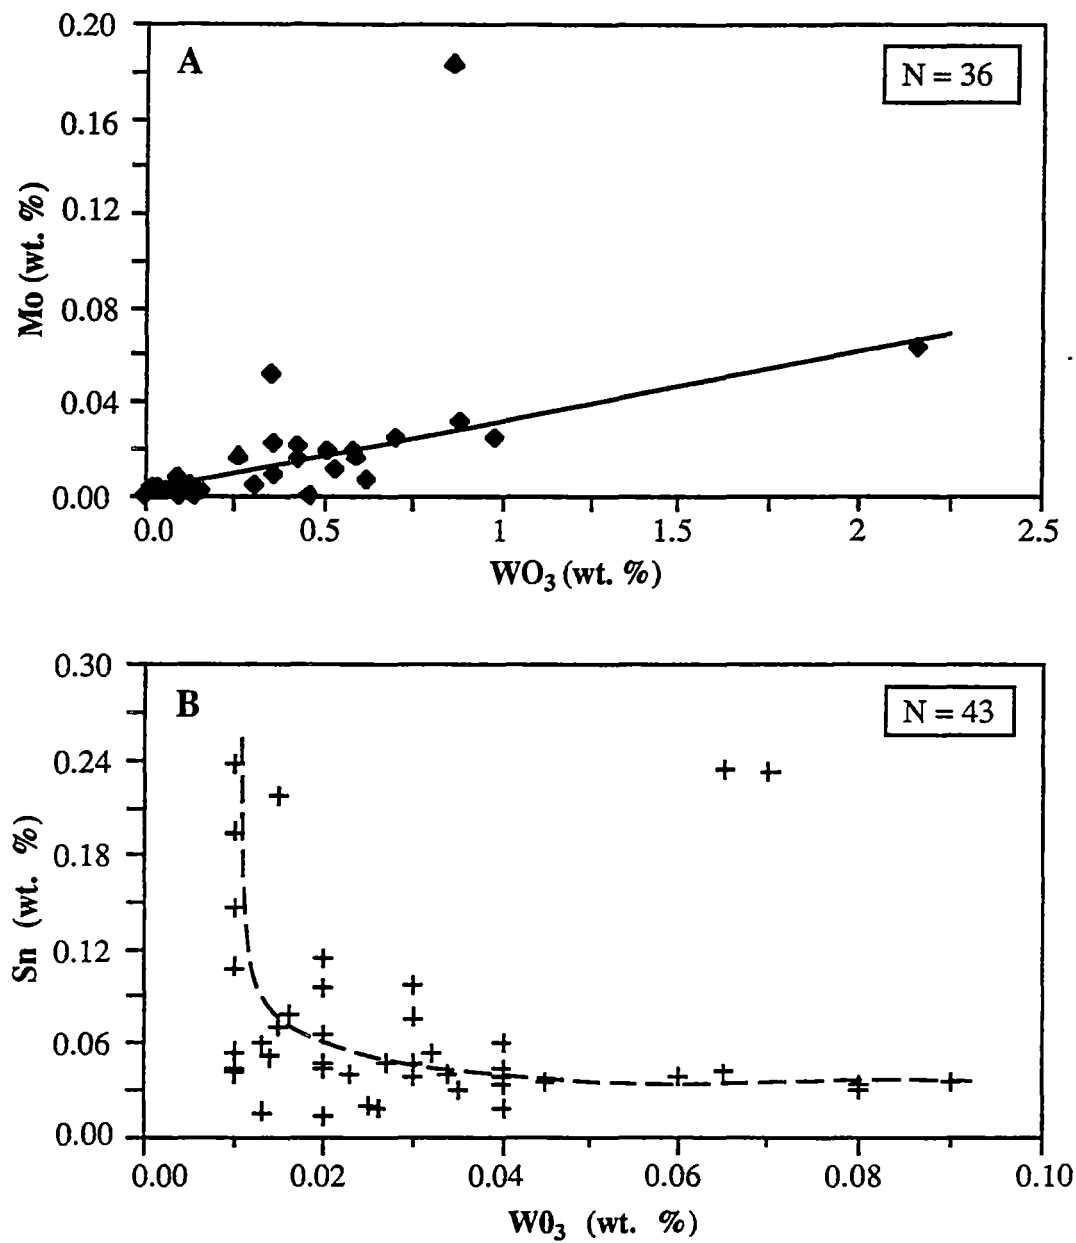 0.20
A
N = 36
0.16
0.12
0.08
0.04
0.00
Mo (wt. %)
0.0 0.5 1 1.5 2 2.5
WO₃ (wt. %)
0.30
B
N = 43
0.24
0.18
0.12
0.06
0.00
Sn (wt. %)
0.00 0.02 0.04 0.06 0.08 0.10
W0₃ (wt. %)